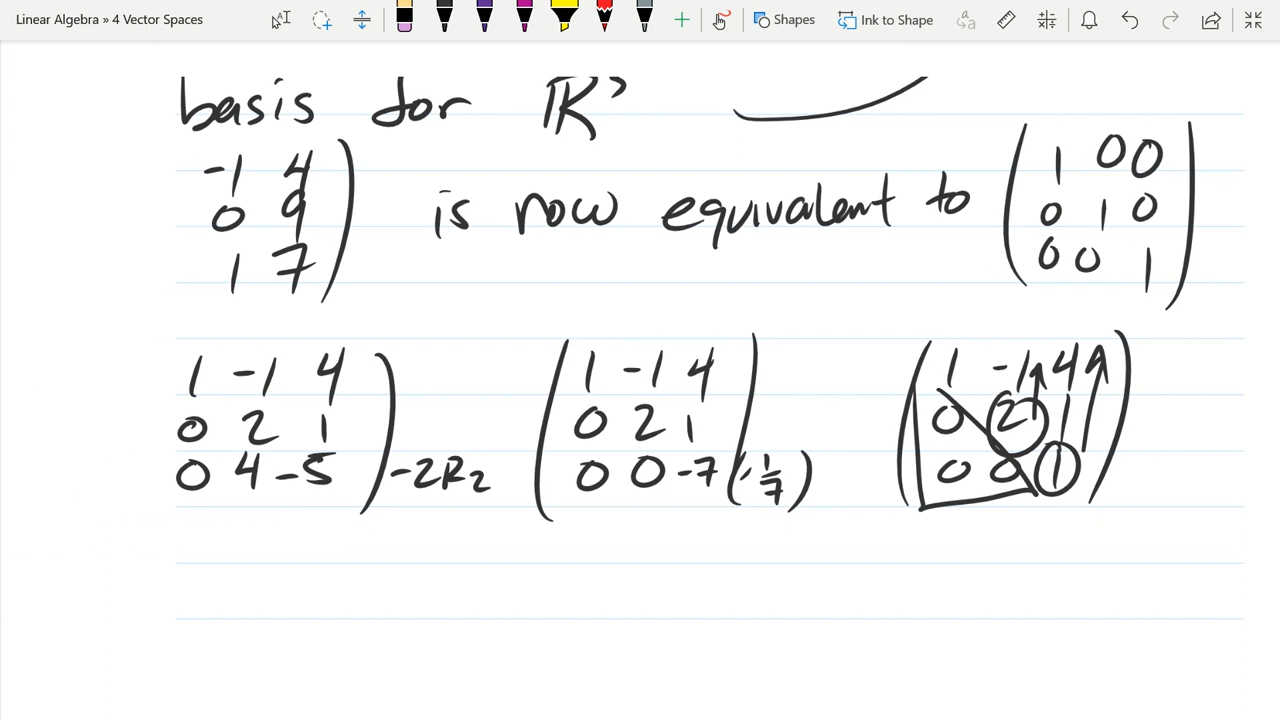 Linear Algebra » 4 Vector Spaces
Shapes
Ink to Shape
basis for ℝ³
-1 4
0 9
1 7
is now equivalent to
1 0 0
0 1 0
0 0 1
1 -1 4
0 2 1
0 4 -5
-2R₂
1 -1 4
0 2 1
0 0 -7 (-1/7)
1 -1 4
0 2 1
0 0 1